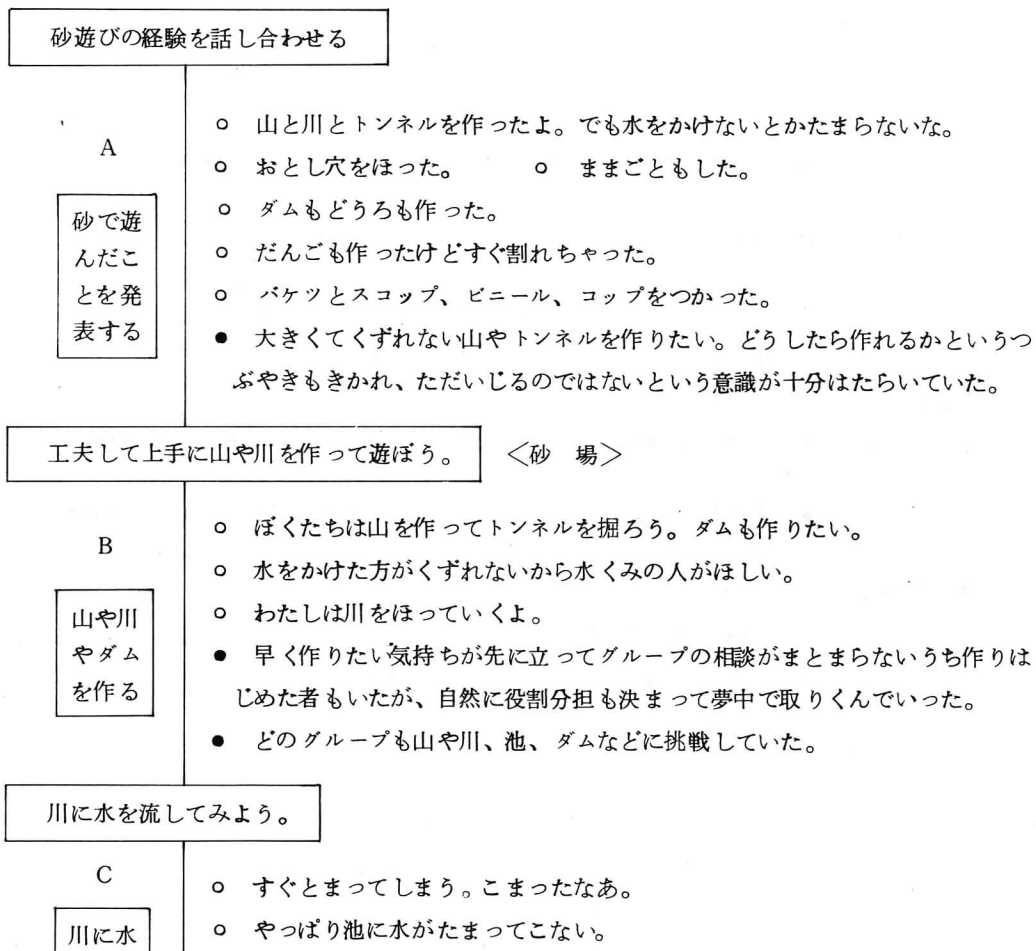 砂遊びの経験を話し合わせる
A
砂で遊
んだこ
とを発
表する
○ 山と川とトンネルを作ったよ。でも水をかけないとかたまらないな。
○ おとし穴をほった。 ○ ままごともした。
○ ダムもどうろも作った。
○ だんごも作ったけどすぐ割れちゃった。
○ バケツとスコップ、ビニール、コップをつかった。
● 大きくてくずれない山やトンネルを作りたい。どうしたら作れるかというつ
ぶやきもきかれ、ただいじるのではないという意識が十分はたらいていた。
工夫して上手に山や川を作って遊ぼう。 <砂 場>
B
山や川
やダム
を作る
○ ぼくたちは山を作ってトンネルを掘ろう。ダムも作りたい。
○ 水をかけた方がくずれないから水くみの人がほしい。
○ わたしは川をほっていくよ。
● 早く作りたい気持ちが先に立ってグループの相談がまとまらないうち作りは
じめた者もいたが、自然に役割分担も決まって夢中で取りくんでいった。
● どのグループも山や川、池、ダムなどに挑戦していた。
川に水を流してみよう。
C
川に水
○ すぐとまってしまう。こまったなあ。
○ やっぱり池に水がたまってこない。